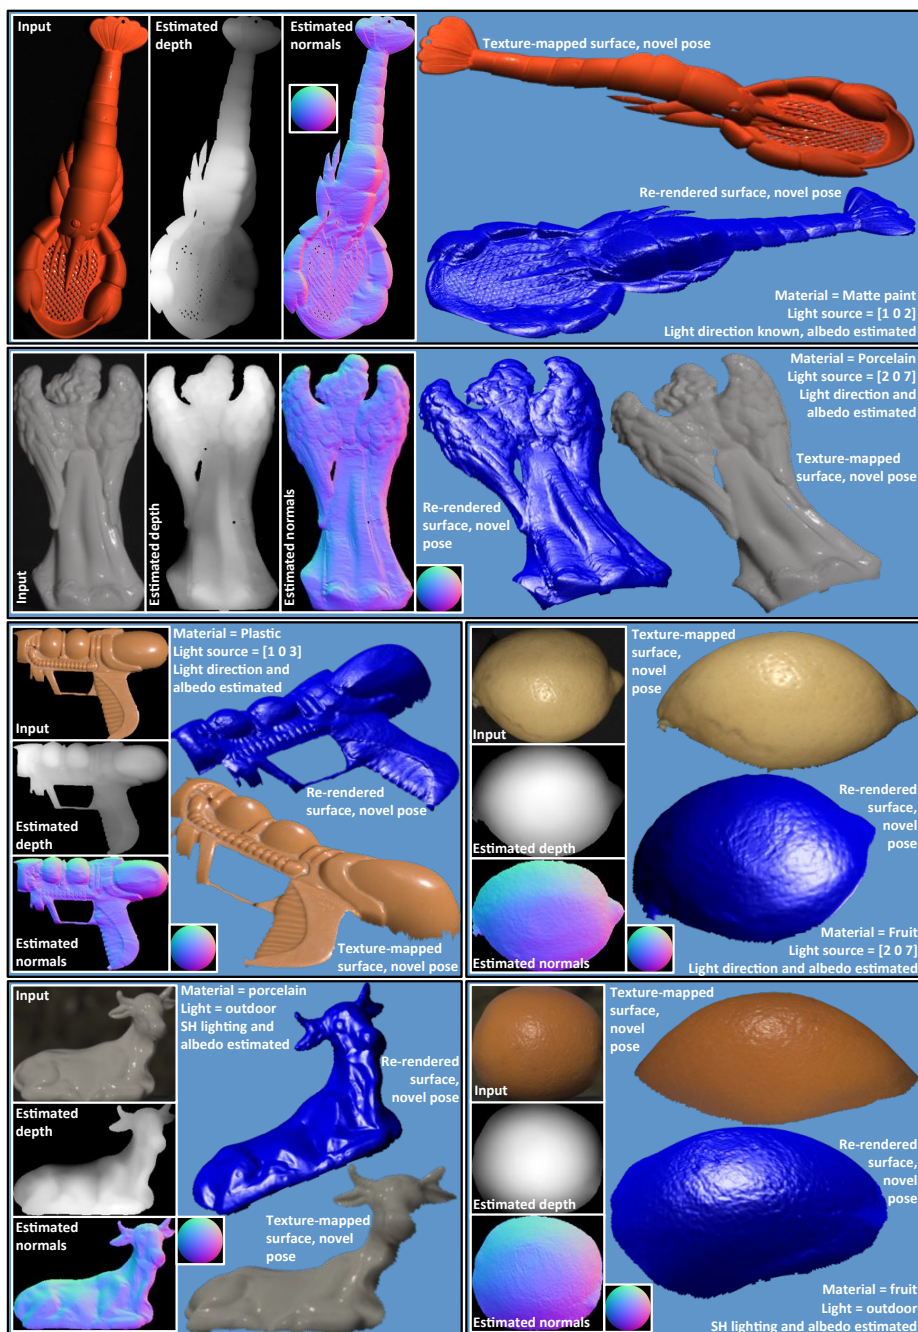 Input
Estimated
depth
Estimated
normals
Texture-mapped surface, novel pose
Re-rendered surface, novel pose
Material = Matte paint
Light source = [1 0 2]
Light direction known, albedo estimated
Input
Estimated depth
Estimated normals
Re-rendered
surface, novel
pose
Material = Porcelain
Light source = [2 0 7]
Light direction and
albedo estimated
Texture-mapped
surface, novel pose
Input
Estimated
depth
Estimated
normals
Material = Plastic
Light source = [1 0 3]
Light direction and
albedo estimated
Re-rendered
surface, novel pose
Texture-mapped
surface, novel pose
Input
Estimated depth
Estimated normals
Texture-mapped
surface,
novel
pose
Re-rendered
surface,
novel
pose
Material = Fruit
Light source = [2 0 7]
Light direction and albedo estimated
Input
Estimated
depth
Estimated
normals
Material = porcelain
Light = outdoor
SH lighting and
albedo estimated
Re-rendered
surface,
novel pose
Texture-mapped
surface, novel
pose
Input
Estimated depth
Estimated normals
Texture-mapped
surface,
novel
pose
Re-rendered
surface,
novel
pose
Material = fruit
Light = outdoor
SH lighting and albedo estimated